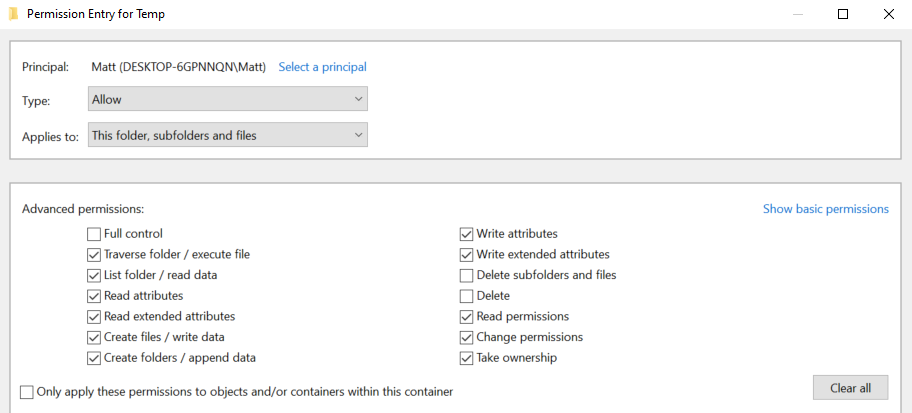 Permission Entry for Temp
Principal: Matt (DESKTOP-6GPNNQN\Matt) Select a principal
Type: Allow
Applies to: This folder, subfolders and files
Advanced permissions: Show basic permissions
Full control Write attributes
Traverse folder / execute file Write extended attributes
List folder / read data Delete subfolders and files
Read attributes Delete
Read extended attributes Read permissions
Create files / write data Change permissions
Create folders / append data Take ownership
Only apply these permissions to objects and/or containers within this container Clear all